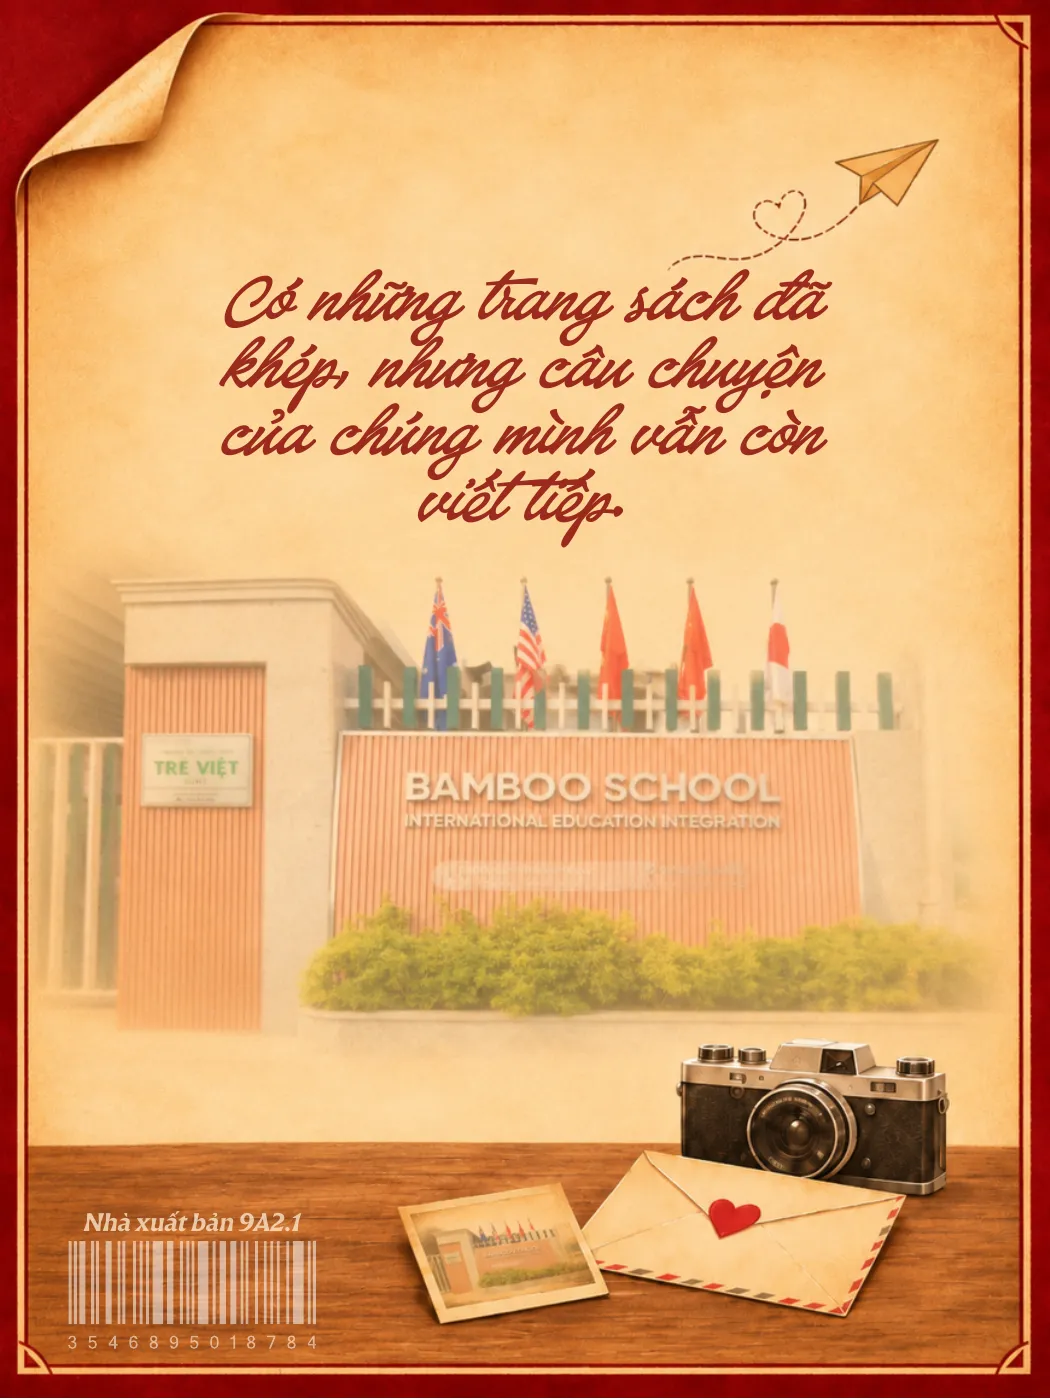 Có những trang sách đã
khép, nhưng câu chuyện
của chúng mình vẫn còn
viết tiếp.
TRE VIỆT
BAMBOO SCHOOL
INTERNATIONAL EDUCATION INTEGRATION
Nhà xuất bản 9A2.1
3546895018784